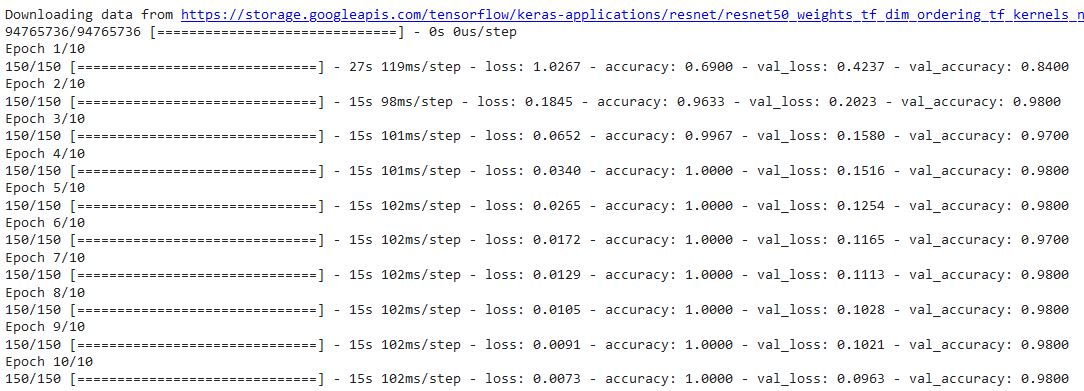 Downloading data from https://storage.googleapis.com/tensorflow/keras-applications/resnet/resnet50_weights_tf_dim_ordering_tf_kernels_n
94765736/94765736 [==============================] - 0s 0us/step
Epoch 1/10
150/150 [==============================] - 27s 119ms/step - loss: 1.0267 - accuracy: 0.6900 - val_loss: 0.4237 - val_accuracy: 0.8400
Epoch 2/10
150/150 [==============================] - 15s 98ms/step - loss: 0.1845 - accuracy: 0.9633 - val_loss: 0.2023 - val_accuracy: 0.9800
Epoch 3/10
150/150 [==============================] - 15s 101ms/step - loss: 0.0652 - accuracy: 0.9967 - val_loss: 0.1580 - val_accuracy: 0.9700
Epoch 4/10
150/150 [==============================] - 15s 101ms/step - loss: 0.0340 - accuracy: 1.0000 - val_loss: 0.1516 - val_accuracy: 0.9800
Epoch 5/10
150/150 [==============================] - 15s 102ms/step - loss: 0.0265 - accuracy: 1.0000 - val_loss: 0.1254 - val_accuracy: 0.9800
Epoch 6/10
150/150 [==============================] - 15s 102ms/step - loss: 0.0172 - accuracy: 1.0000 - val_loss: 0.1165 - val_accuracy: 0.9700
Epoch 7/10
150/150 [==============================] - 15s 102ms/step - loss: 0.0129 - accuracy: 1.0000 - val_loss: 0.1113 - val_accuracy: 0.9800
Epoch 8/10
150/150 [==============================] - 15s 102ms/step - loss: 0.0105 - accuracy: 1.0000 - val_loss: 0.1028 - val_accuracy: 0.9800
Epoch 9/10
150/150 [==============================] - 15s 102ms/step - loss: 0.0091 - accuracy: 1.0000 - val_loss: 0.1021 - val_accuracy: 0.9800
Epoch 10/10
150/150 [==============================] - 15s 102ms/step - loss: 0.0073 - accuracy: 1.0000 - val_loss: 0.0963 - val_accuracy: 0.9800